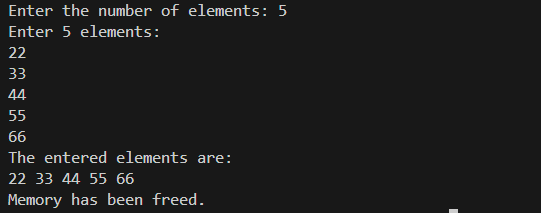 Enter the number of elements: 5
Enter 5 elements:
22
33
44
55
66
The entered elements are:
22 33 44 55 66
Memory has been freed.